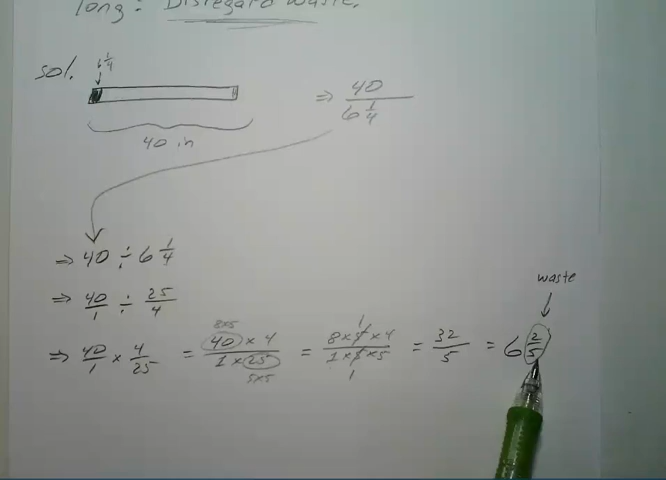 long: Disregard waste.
sol. 6 1/4
40 in
⇒ 40 / 6 1/4
⇒ 40 ÷ 6 1/4
⇒ 40/1 ÷ 25/4
waste
⇒ 40/1 × 4/25 = 8×5 40 × 4 / 1 × 25 5×5 = 8 × 5 1 × 4 / 1 × 5 1 × 5 = 32/5 = 6 2/5